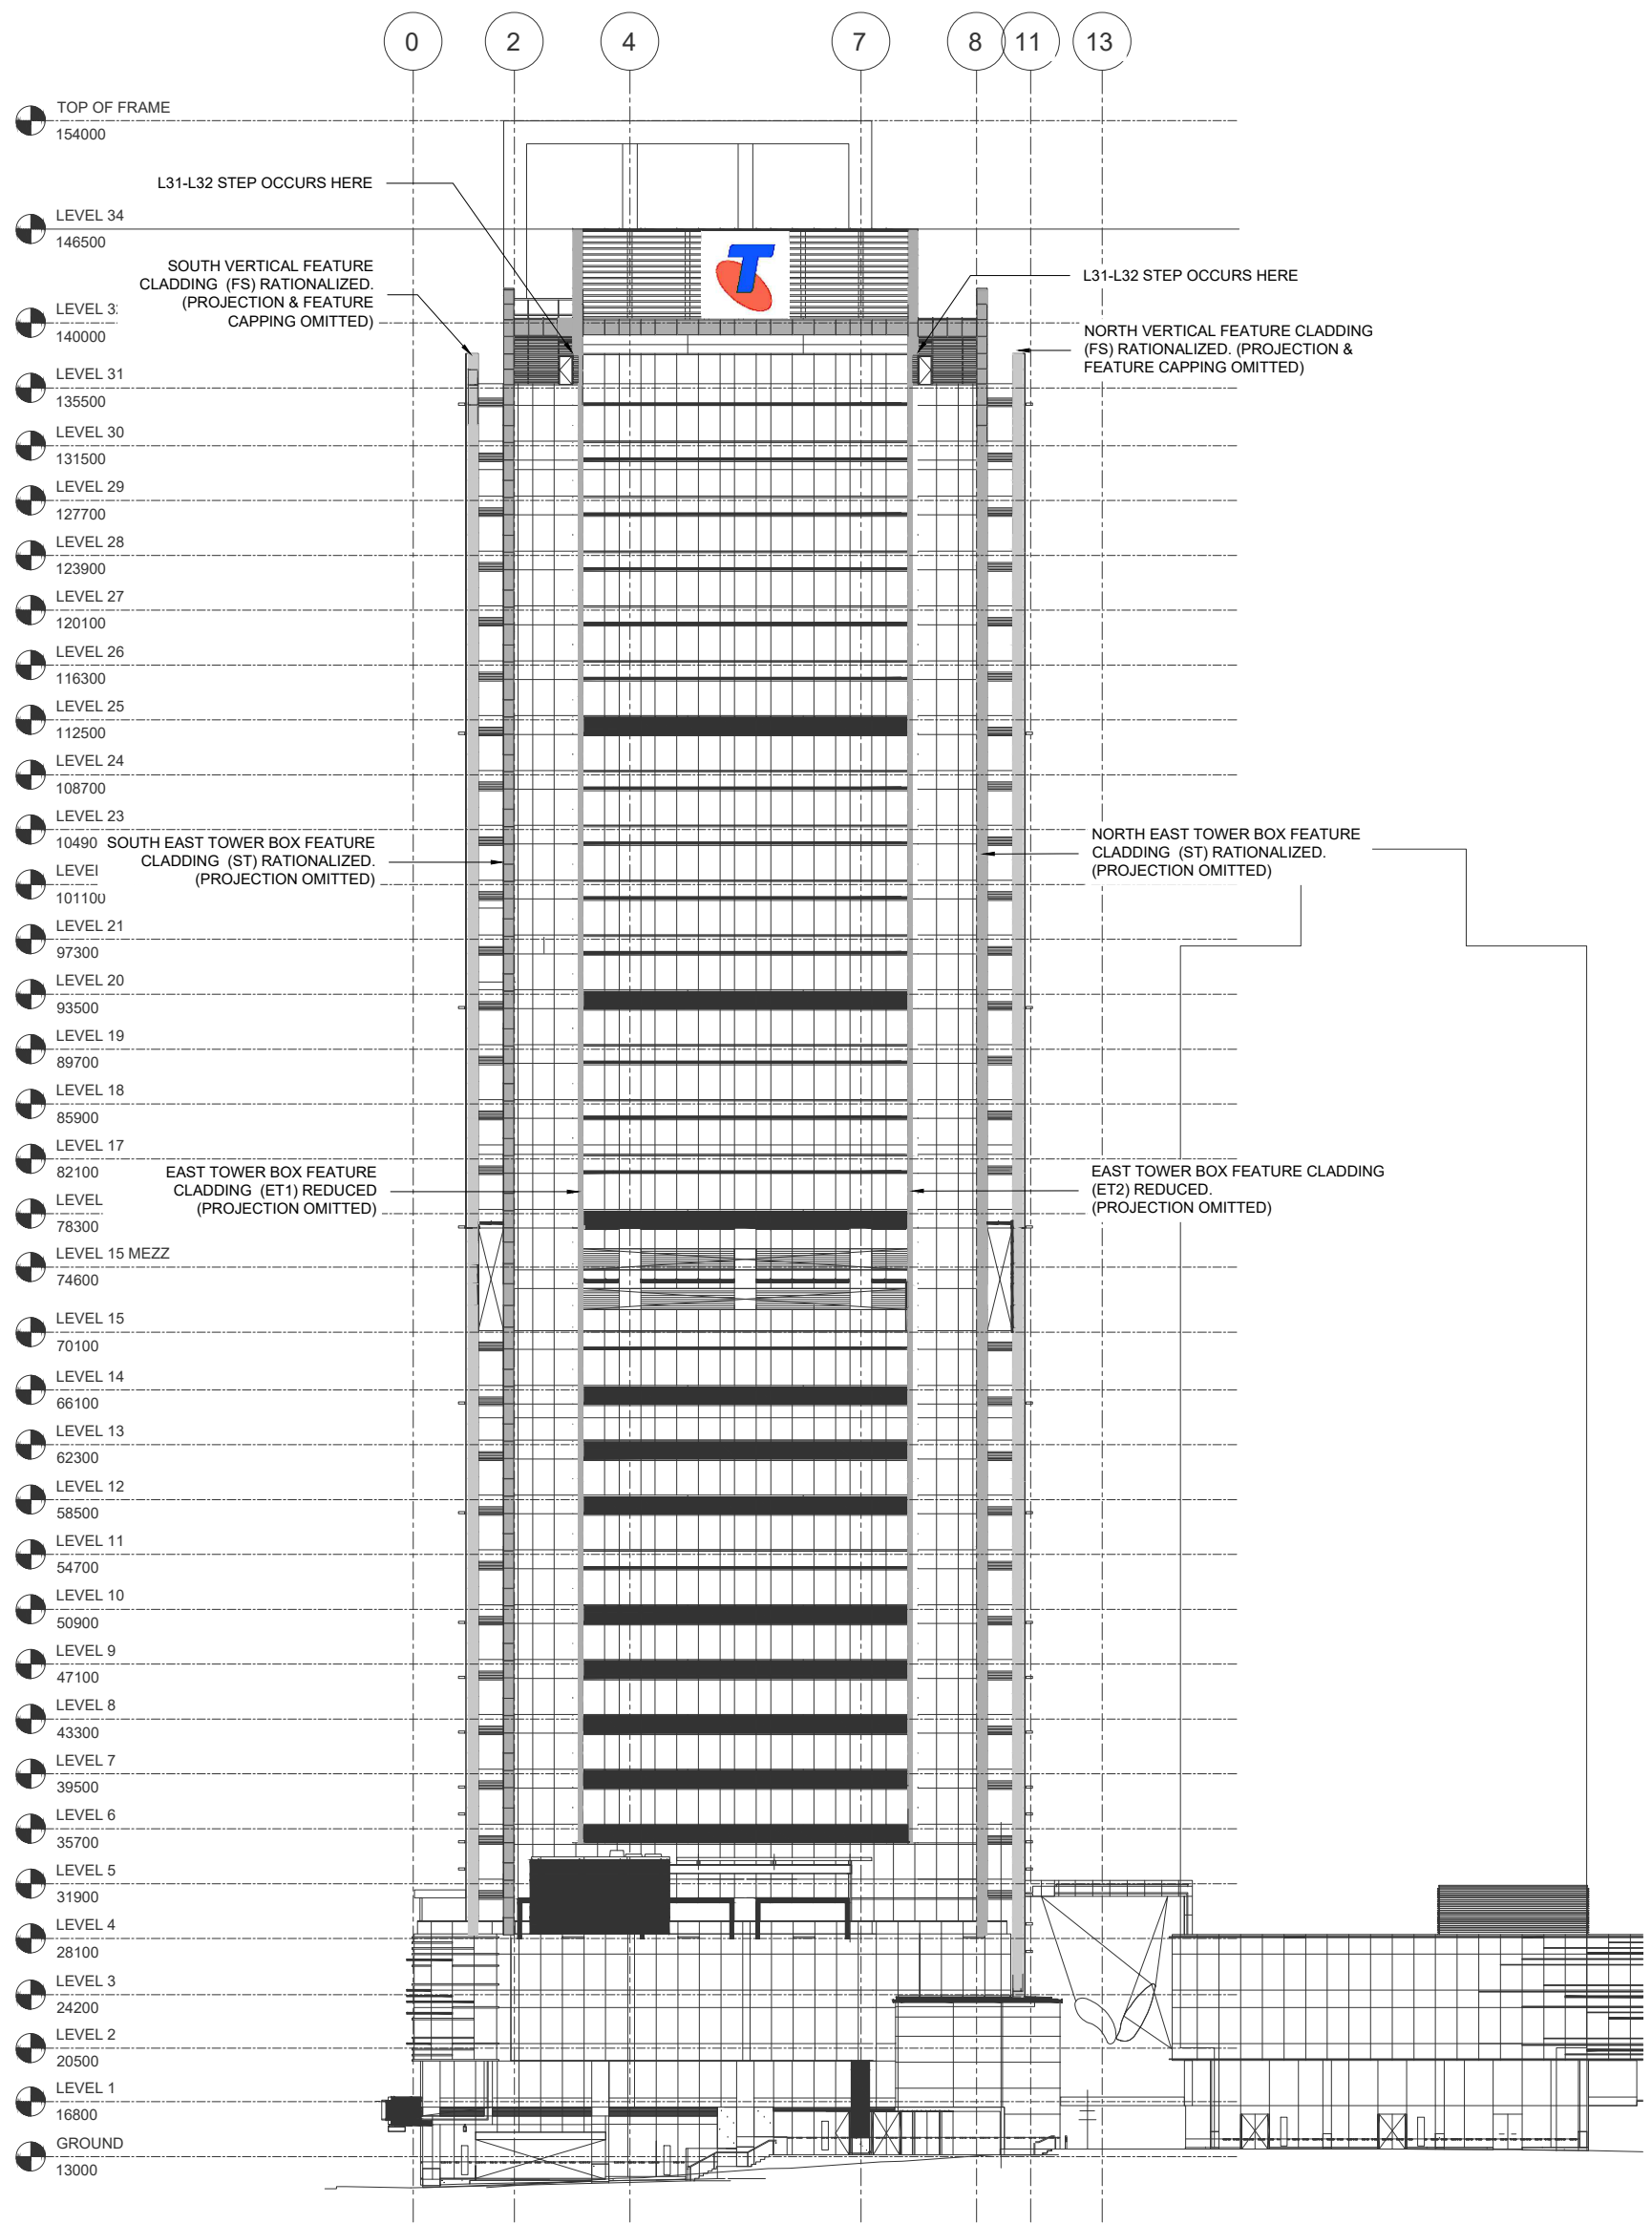 0 2 4 7 8 11 13
TOP OF FRAME
154000
L31-L32 STEP OCCURS HERE
LEVEL 34
146500
SOUTH VERTICAL FEATURE
CLADDING (FS) RATIONALIZED.
(PROJECTION & FEATURE
CAPPING OMITTED)
T
L31-L32 STEP OCCURS HERE
LEVEL 3
140000
NORTH VERTICAL FEATURE CLADDING
(FS) RATIONALIZED. (PROJECTION &
FEATURE CAPPING OMITTED)
LEVEL 31
135500
LEVEL 30
131500
LEVEL 29
127700
LEVEL 28
123900
LEVEL 27
120100
LEVEL 26
116300
LEVEL 25
112500
LEVEL 24
108700
LEVEL 23
10490
SOUTH EAST TOWER BOX FEATURE
CLADDING (ST) RATIONALIZED.
(PROJECTION OMITTED)
NORTH EAST TOWER BOX FEATURE
CLADDING (ST) RATIONALIZED.
(PROJECTION OMITTED)
LEVEL
101100
LEVEL 21
97300
LEVEL 20
93500
LEVEL 19
89700
LEVEL 18
85900
LEVEL 17
82100
EAST TOWER BOX FEATURE
CLADDING (ET1) REDUCED
(PROJECTION OMITTED)
EAST TOWER BOX FEATURE CLADDING
(ET2) REDUCED.
(PROJECTION OMITTED)
LEVEL
78300
LEVEL 15 MEZZ
74600
LEVEL 15
70100
LEVEL 14
66100
LEVEL 13
62300
LEVEL 12
58500
LEVEL 11
54700
LEVEL 10
50900
LEVEL 9
47100
LEVEL 8
43300
LEVEL 7
39500
LEVEL 6
35700
LEVEL 5
31900
LEVEL 4
28100
LEVEL 3
24200
LEVEL 2
20500
LEVEL 1
16800
GROUND
13000